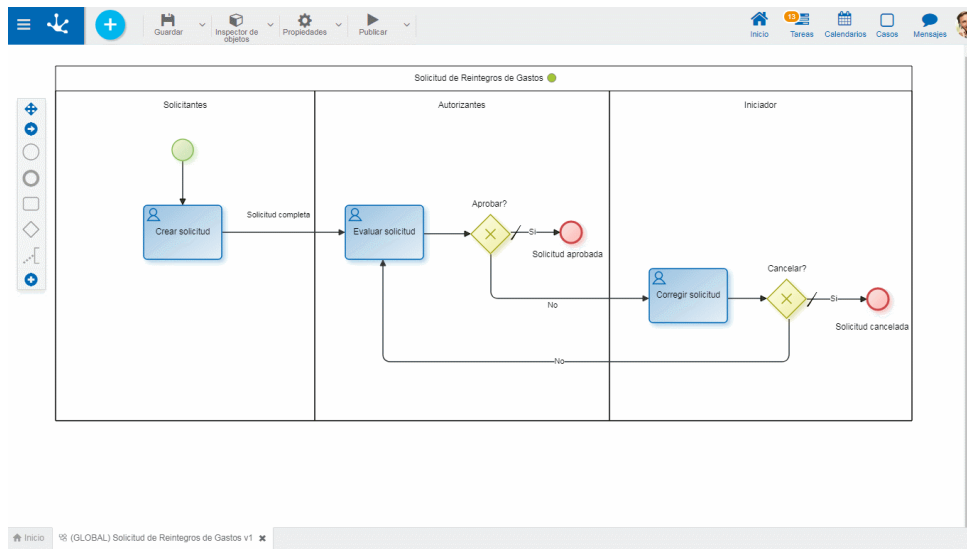 Guardar
Inspector de
objetos
Propiedades
Publicar
Inicio
13
Tareas
Calendarios
Casos
Mensajes
Solicitud de Reintegros de Gastos
Solicitantes
Autorizantes
Iniciador
Crear solicitud
Solicitud completa
Evaluar solicitud
Aprobar?
Si
Solicitud aprobada
No
Corregir solicitud
Cancelar?
Si
Solicitud cancelada
No
Inicio
(GLOBAL) Solicitud de Reintegros de Gastos v1